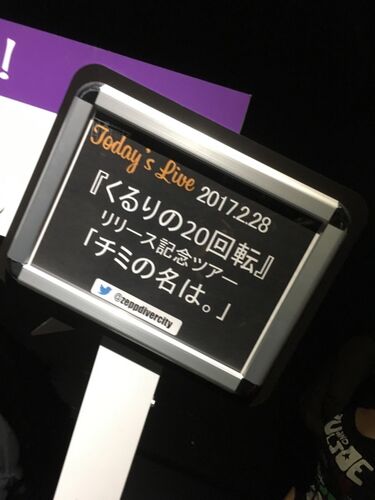 !
Today's Live 2017.2.28
『くるりの20回転』
リリース記念ツアー
「チミの名は。」
@zeppdivercity